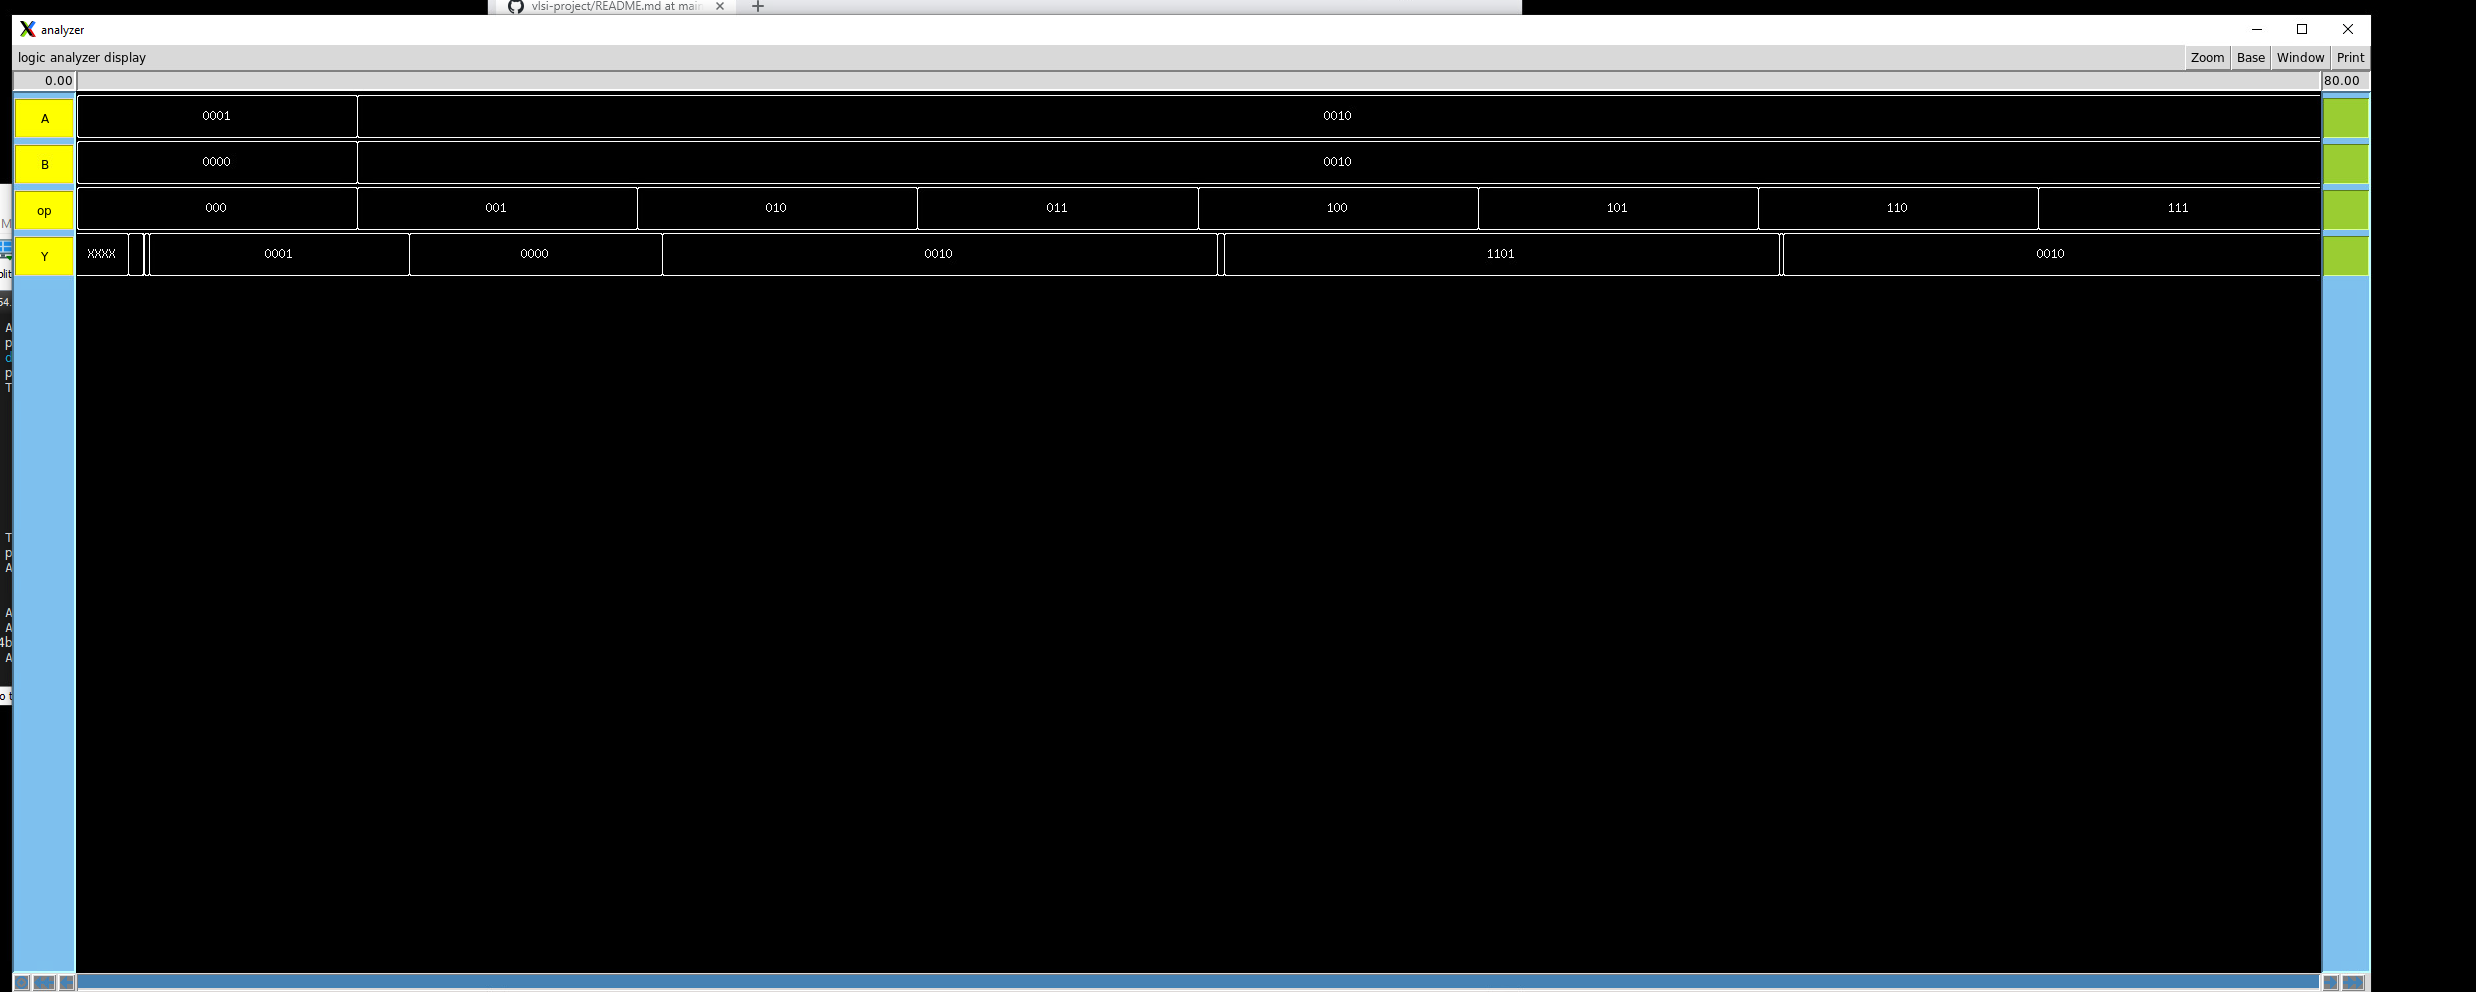 vlsi-project/README.md at mai
analyzer
logic analyzer display Zoom Base Window Print
0.00 80.00
A 0001 0010
B 0000 0010
op 000 001 010 011 100 101 110 111
Y XXXX 0001 0000 0010 1101 0010